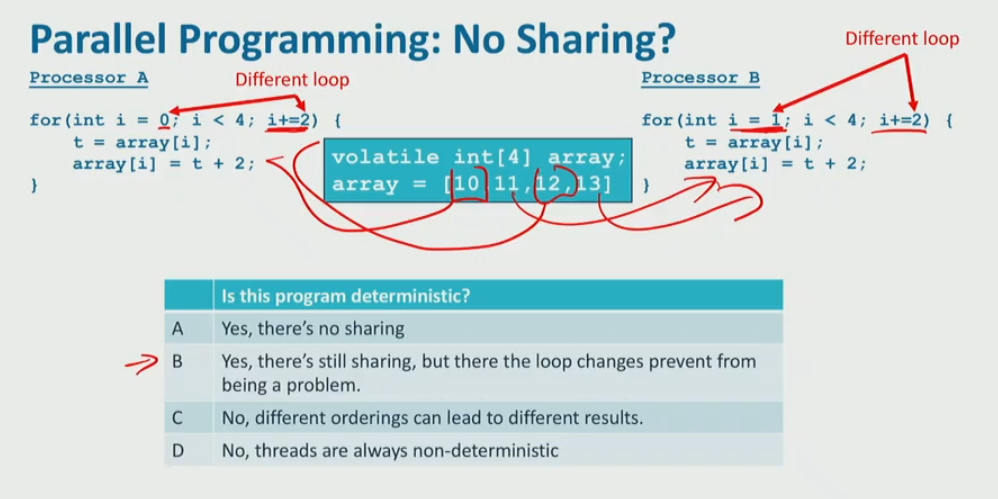 Parallel Programming: No Sharing?
Processor A
Different loop
for(int i = 0; i < 4; i+=2) {
t = array[i];
array[i] = t + 2;
}
volatile int[4] array;
array = [10,11,12,13]
Different loop
Processor B
for(int i = 1; i < 4; i+=2) {
t = array[i];
array[i] = t + 2;
}
Is this program deterministic?
A Yes, there's no sharing
B Yes, there's still sharing, but there the loop changes prevent from
being a problem.
C No, different orderings can lead to different results.
D No, threads are always non-deterministic